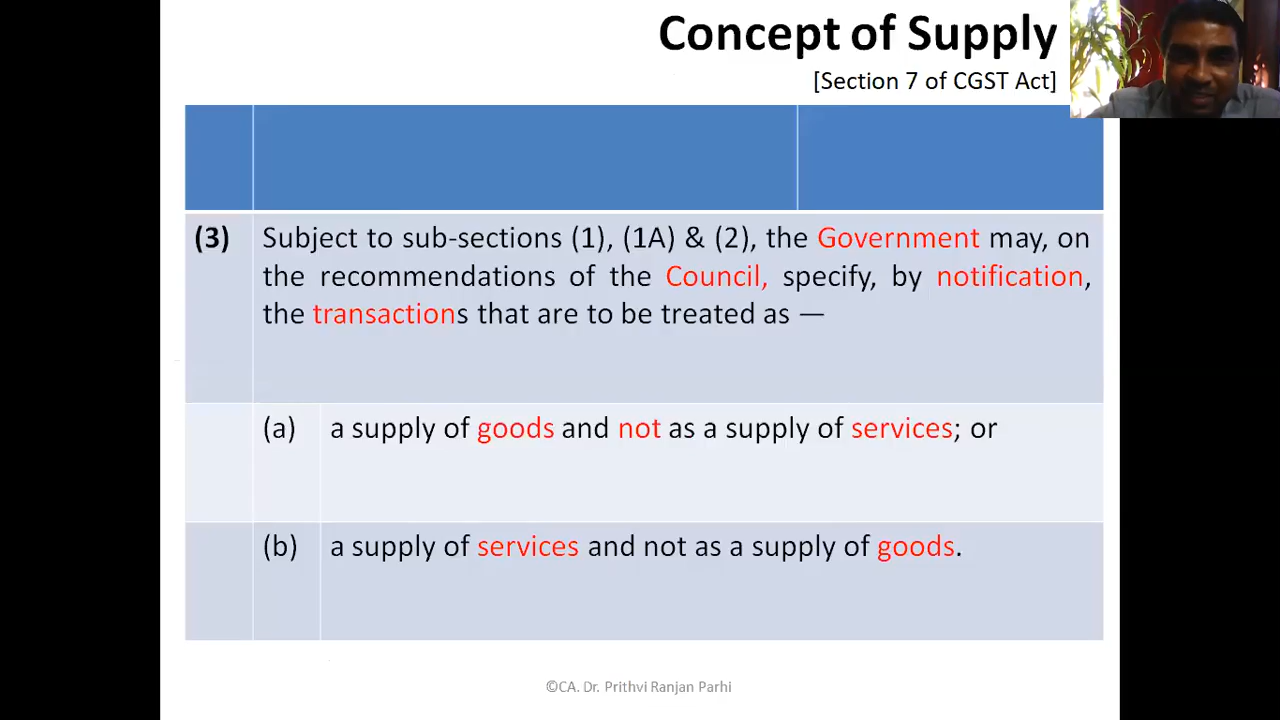 Concept of Supply
[Section 7 of CGST Act]
(3) Subject to sub-sections (1), (1A) & (2), the Government may, on
the recommendations of the Council, specify, by notification,
the transactions that are to be treated as —
(a) a supply of goods and not as a supply of services; or
(b) a supply of services and not as a supply of goods.
©CA. Dr. Prithvi Ranjan Parhi